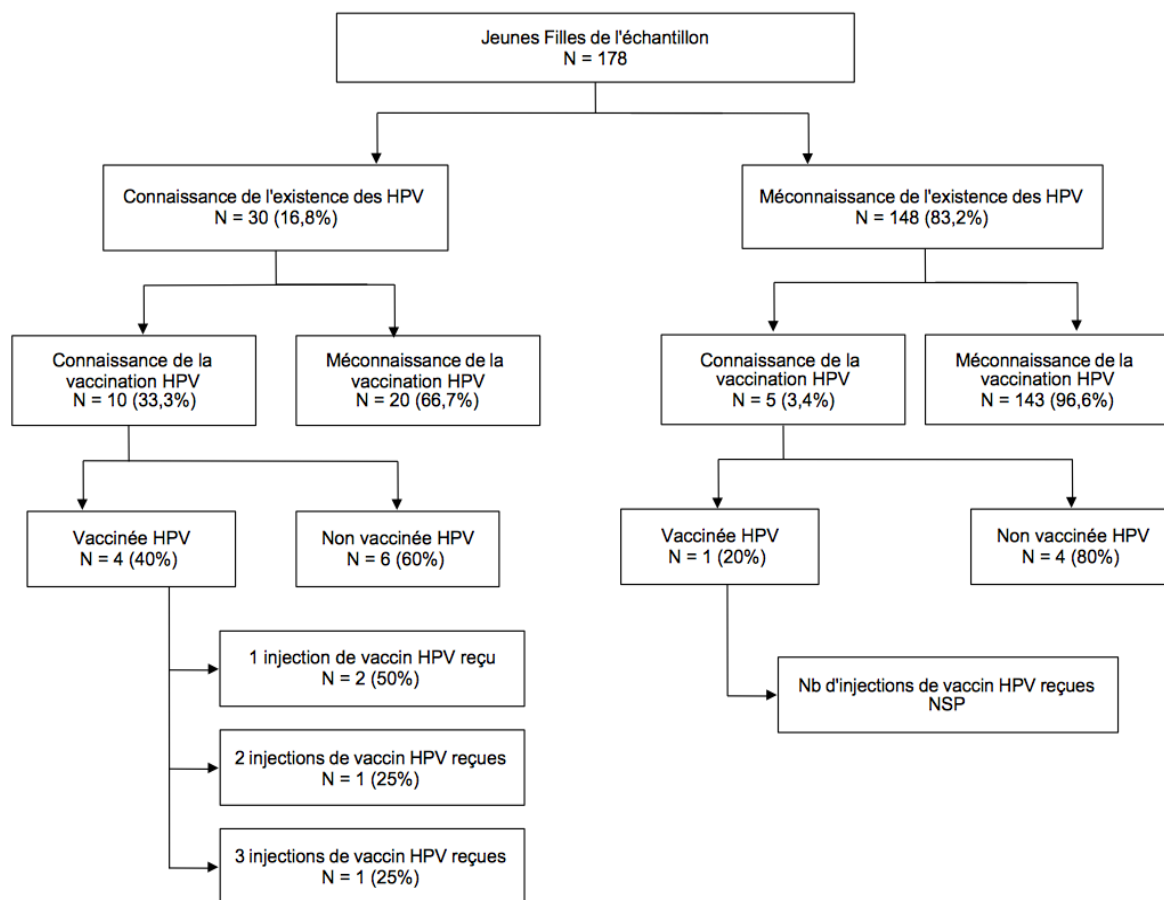 Jeunes Filles de l'échantillon
N = 178
Connaissance de l'existence des HPV
N = 30 (16,8%)
Méconnaissance de l'existence des HPV
N = 148 (83,2%)
Connaissance de la
vaccination HPV
N = 10 (33,3%)
Méconnaissance de la
vaccination HPV
N = 20 (66,7%)
Connaissance de la
vaccination HPV
N = 5 (3,4%)
Méconnaissance de la
vaccination HPV
N = 143 (96,6%)
Vaccinée HPV
N = 4 (40%)
Non vaccinée HPV
N = 6 (60%)
Vaccinée HPV
N = 1 (20%)
Non vaccinée HPV
N = 4 (80%)
1 injection de vaccin HPV reçu
N = 2 (50%)
Nb d'injections de vaccin HPV reçues
NSP
2 injections de vaccin HPV reçues
N = 1 (25%)
3 injections de vaccin HPV reçues
N = 1 (25%)